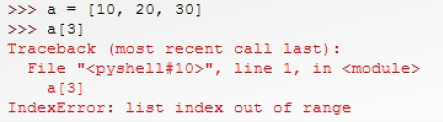 >>> a = [10, 20, 30]
>>> a[3]
Traceback (most recent call last):
  File "<pyshell#10>", line 1, in <module>
    a[3]
IndexError: list index out of range